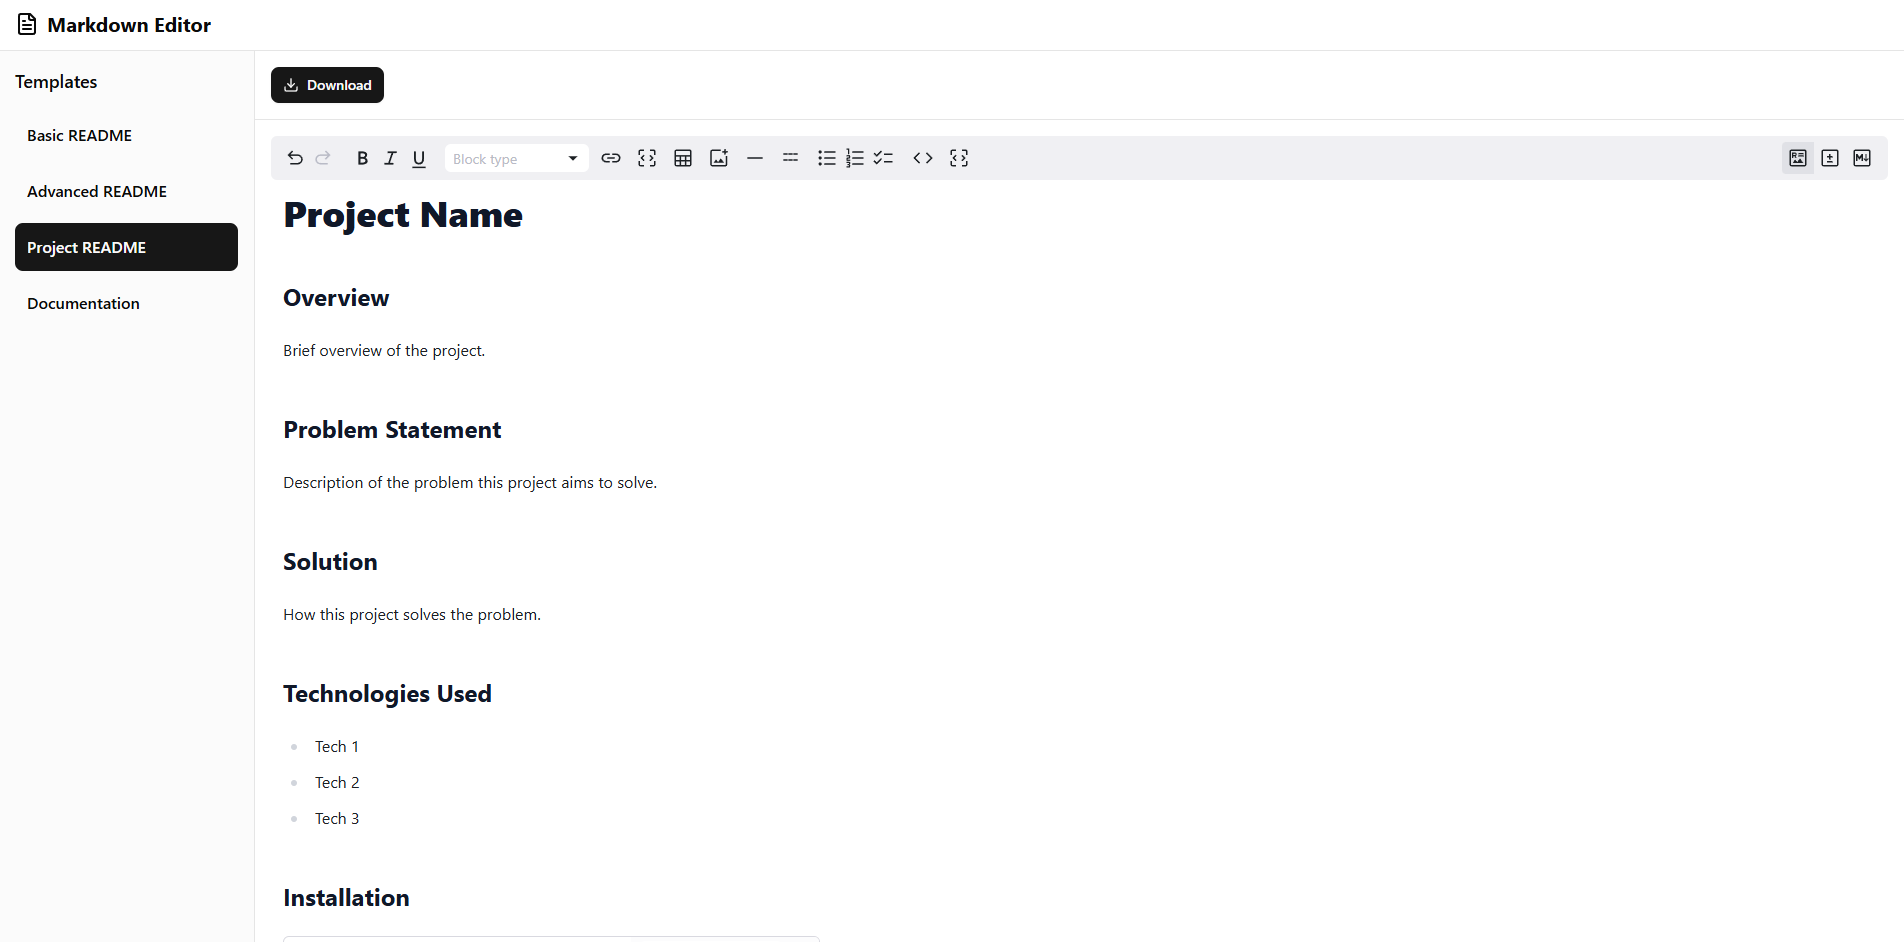 Markdown Editor
Templates
Basic README
Advanced README
Project README
Documentation
Download
B I U Block type
Project Name
Overview
Brief overview of the project.
Problem Statement
Description of the problem this project aims to solve.
Solution
How this project solves the problem.
Technologies Used
Tech 1
Tech 2
Tech 3
Installation